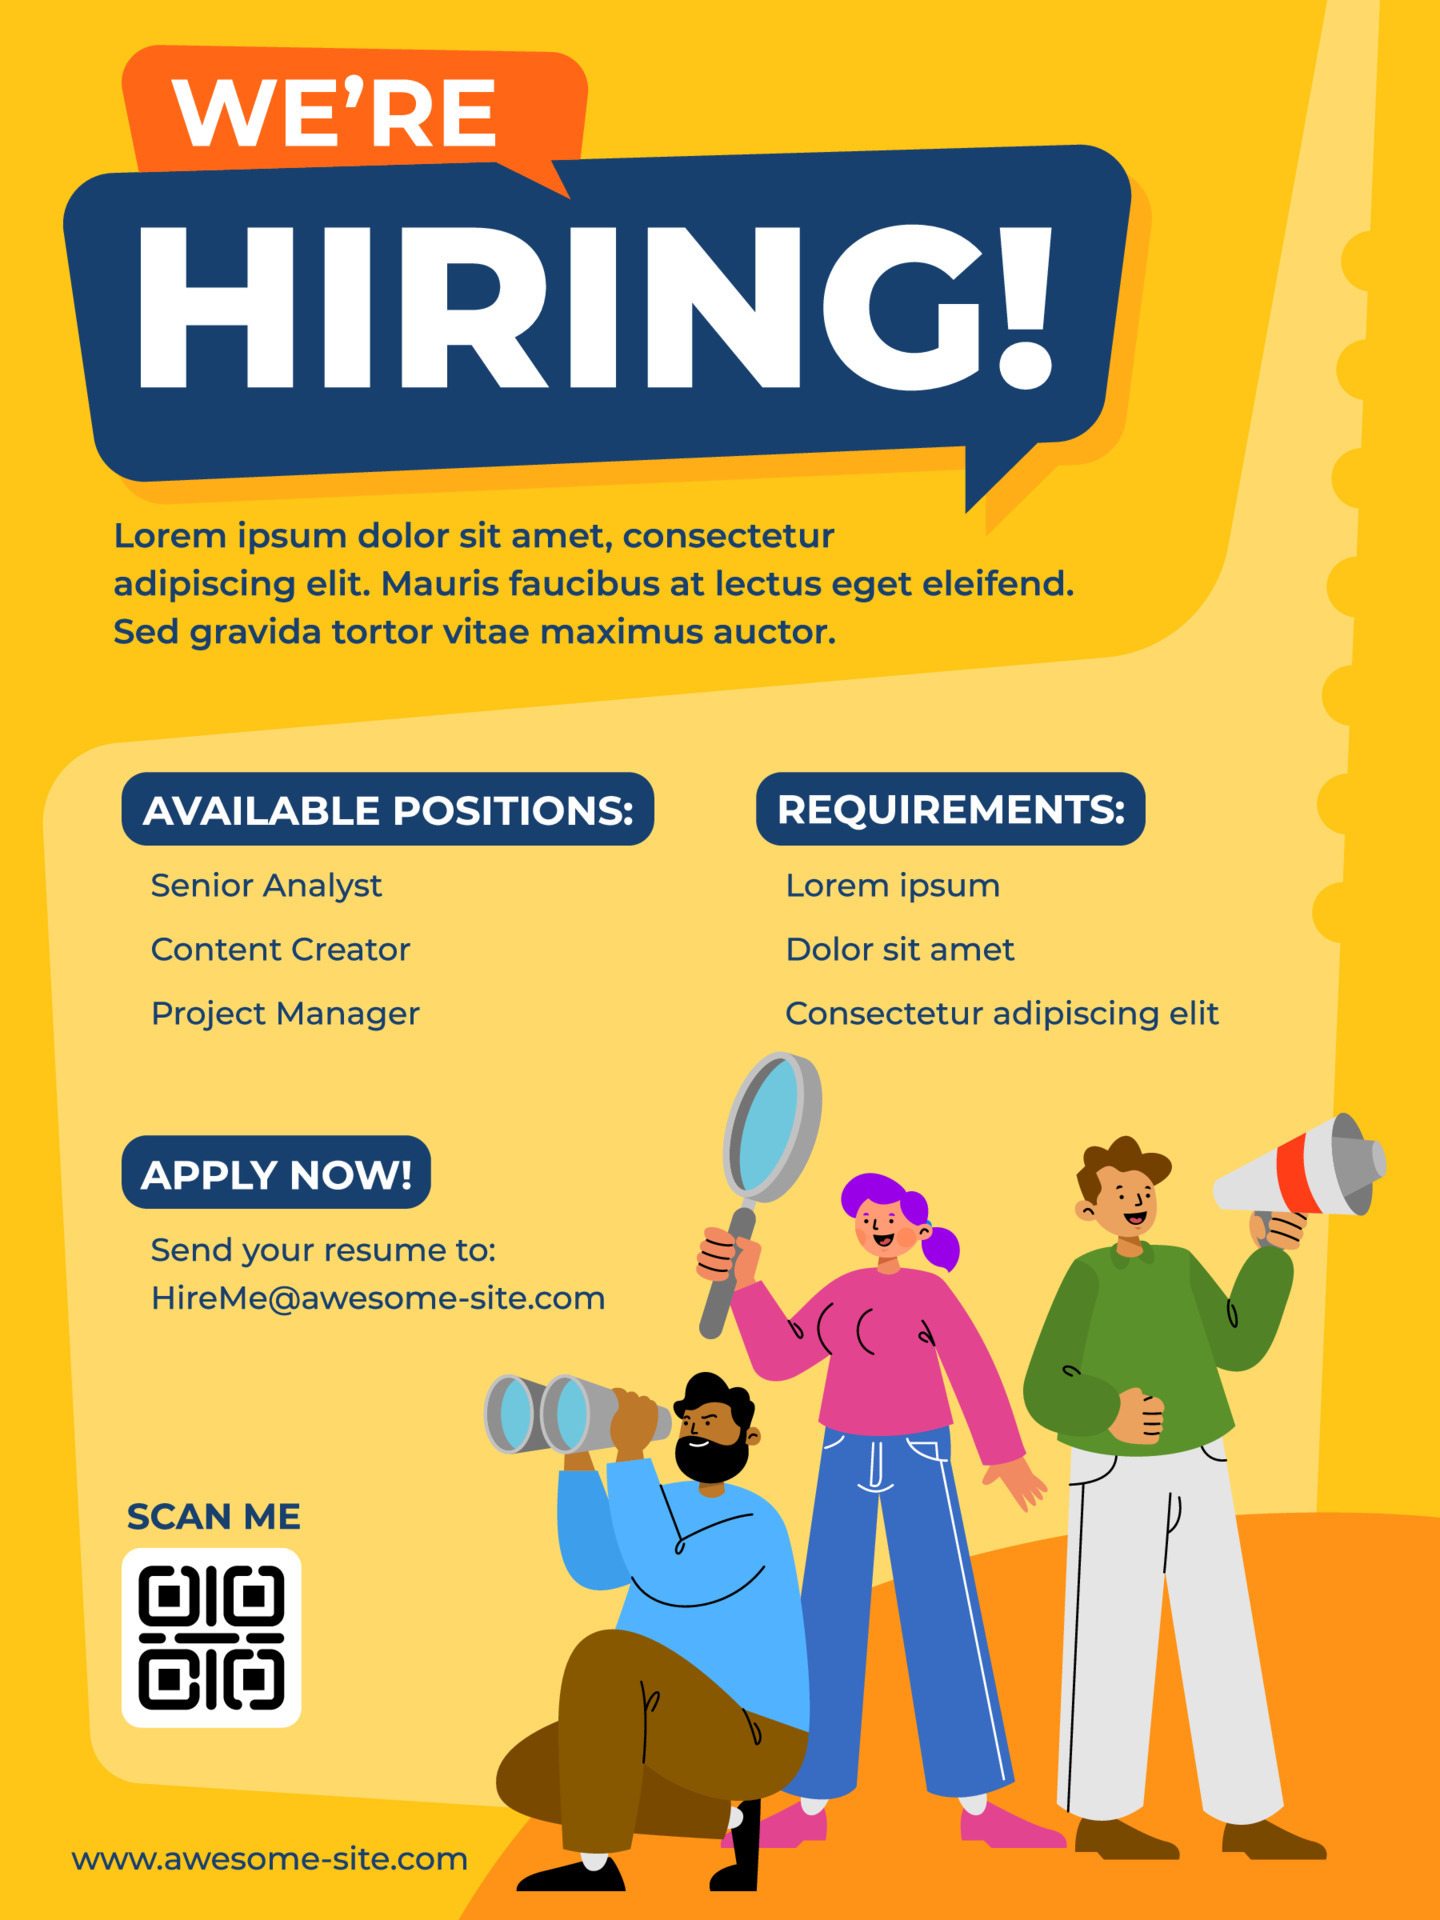 WE’RE
HIRING!
Lorem ipsum dolor sit amet, consectetur
adipiscing elit. Mauris faucibus at lectus eget eleifend.
Sed gravida tortor vitae maximus auctor.
AVAILABLE POSITIONS:
Senior Analyst
Content Creator
Project Manager
REQUIREMENTS:
Lorem ipsum
Dolor sit amet
Consectetur adipiscing elit
APPLY NOW!
Send your resume to:
HireMe@awesome-site.com
SCAN ME
www.awesome-site.com